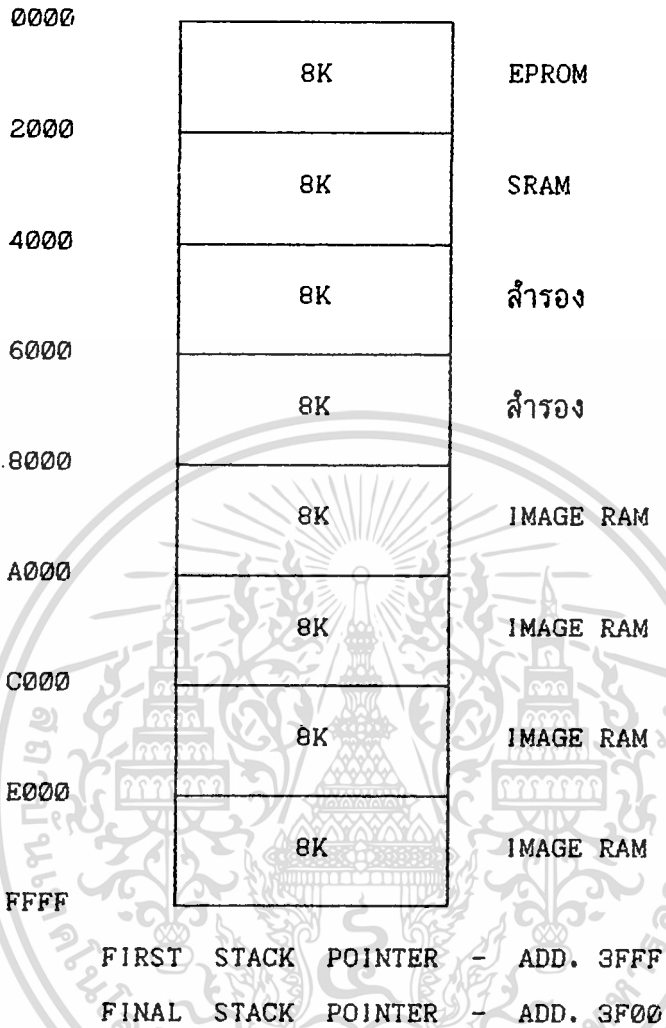 0000
8K EPROM
2000
8K SRAM
4000
8K สำรอง
6000
8K สำรอง
.8000
8K IMAGE RAM
A000
8K IMAGE RAM
C000
8K IMAGE RAM
E000
8K IMAGE RAM
FFFF
FIRST STACK POINTER - ADD. 3FFF
FINAL STACK POINTER - ADD. 3F00